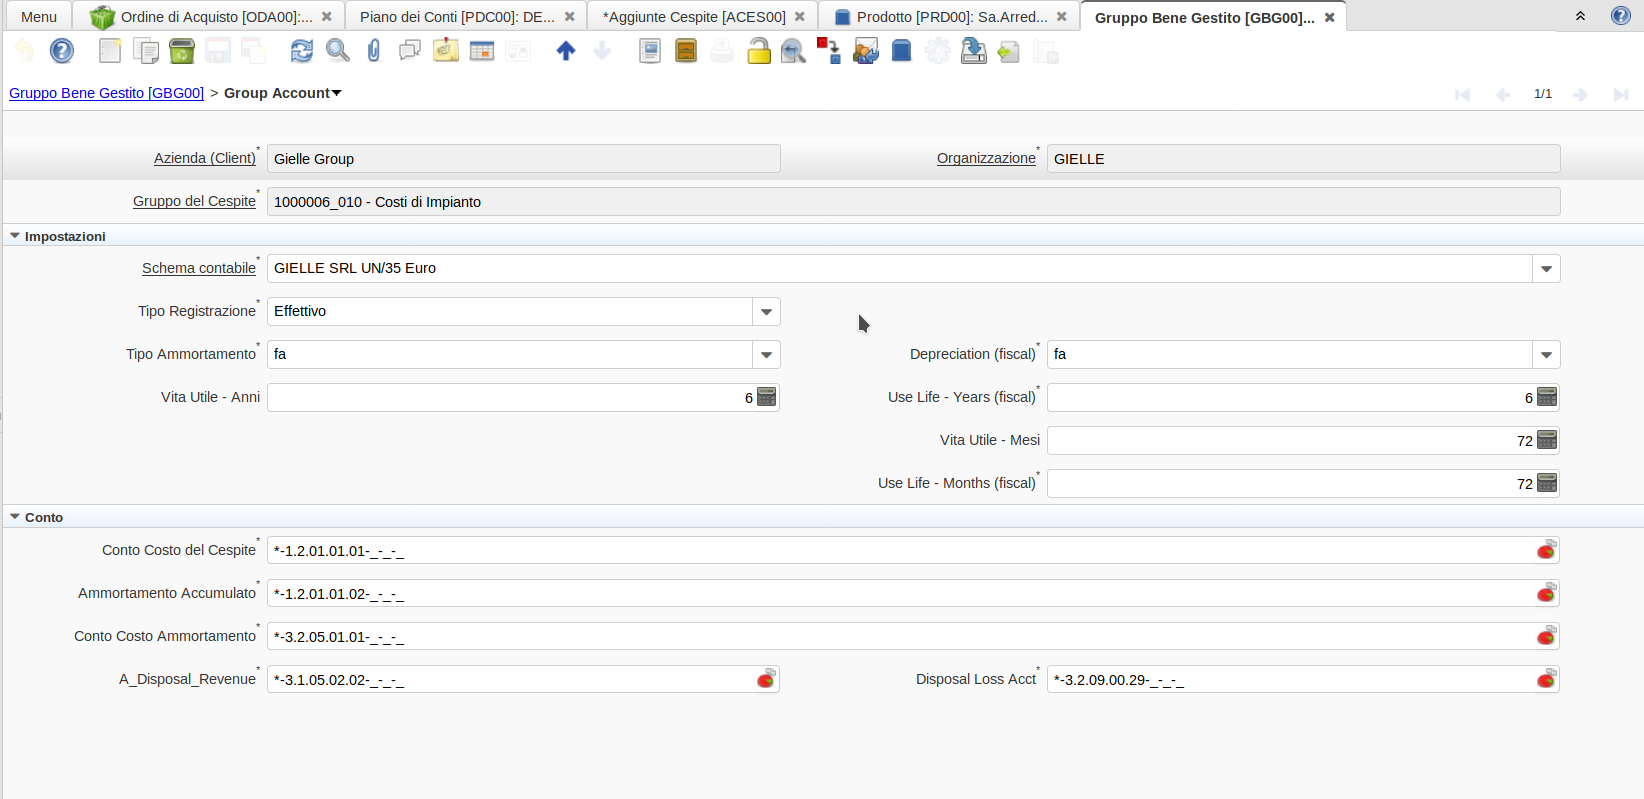 Menu
Ordine di Acquisto [ODA00]:...
Piano dei Conti [PDC00]: DE...
*Aggiunte Cespite [ACES00]
Prodotto [PRD00]: Sa.Arred...
Gruppo Bene Gestito [GBG00]...
Gruppo Bene Gestito [GBG00] > Group Account
1/1
Azienda (Client)* Gielle Group
Organizzazione* GIELLE
Gruppo del Cespite* 1000006_010 - Costi di Impianto
Impostazioni
Schema contabile* GIELLE SRL UN/35 Euro
Tipo Registrazione* Effettivo
Tipo Ammortamento* fa
Depreciation (fiscal)* fa
Vita Utile - Anni 6
Use Life - Years (fiscal)* 6
Vita Utile - Mesi 72
Use Life - Months (fiscal)* 72
Conto
Conto Costo del Cespite* *-1.2.01.01.01-_-_-_
Ammortamento Accumulato* *-1.2.01.01.02-_-_-_
Conto Costo Ammortamento* *-3.2.05.01.01-_-_-_
A_Disposal_Revenue* *-3.1.05.02.02-_-_-_
Disposal Loss Acct* *-3.2.09.00.29-_-_-_